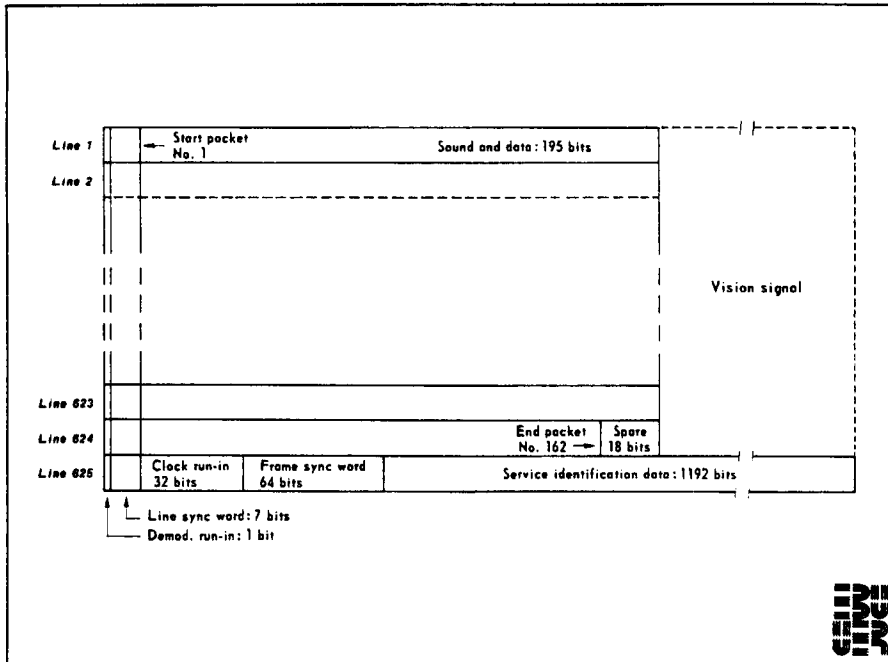 Line 1
Start packet
No. 1
Sound and data: 195 bits
Line 2
Vision signal
Line 623
Line 624
End packet
No. 162
Spare
18 bits
Line 625
Clock run-in
32 bits
Frame sync word
64 bits
Service identification data: 1192 bits
Line sync word: 7 bits
Demod. run-in: 1 bit